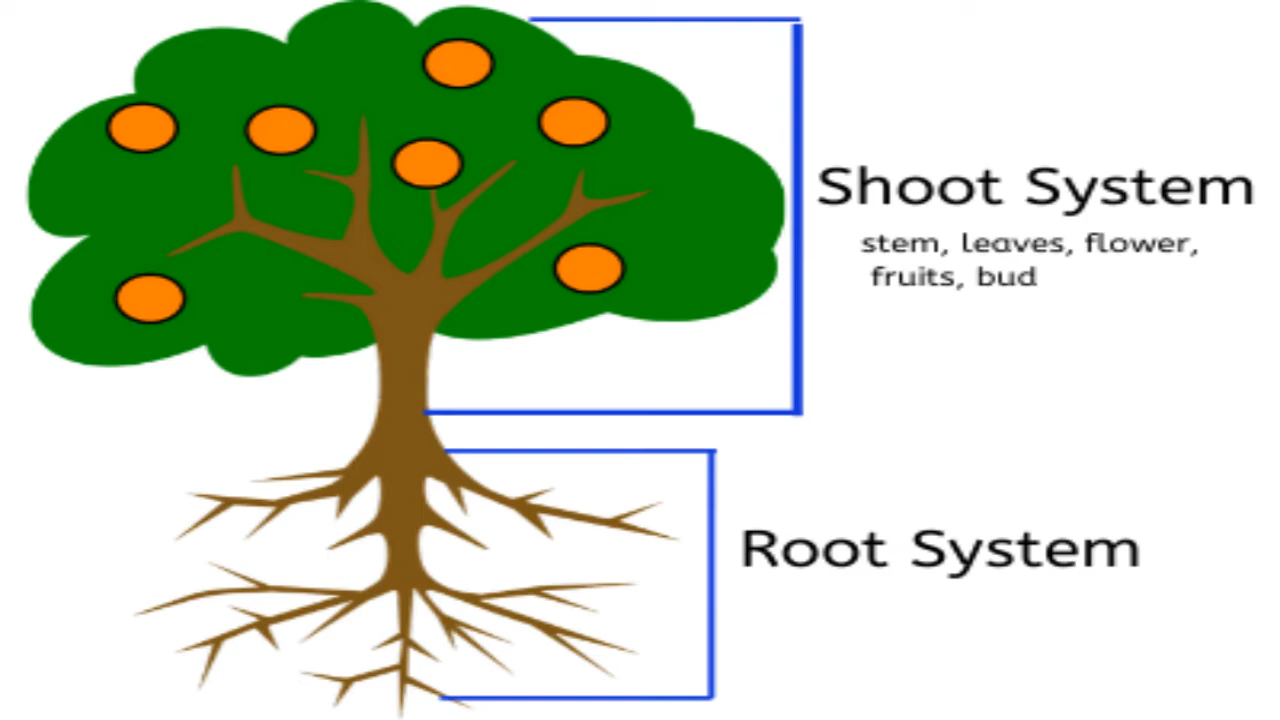 Shoot System
stem, leaves, flower,
fruits, bud
Root System